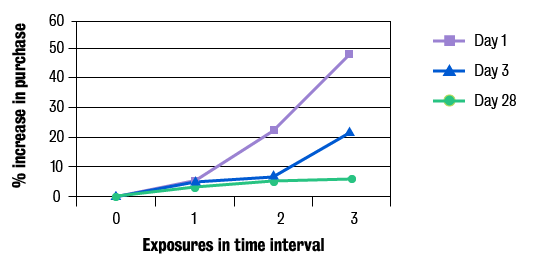 % increase in purchase
60
50
40
30
20
10
0
0 1 2 3
Exposures in time interval
Day 1
Day 3
Day 28